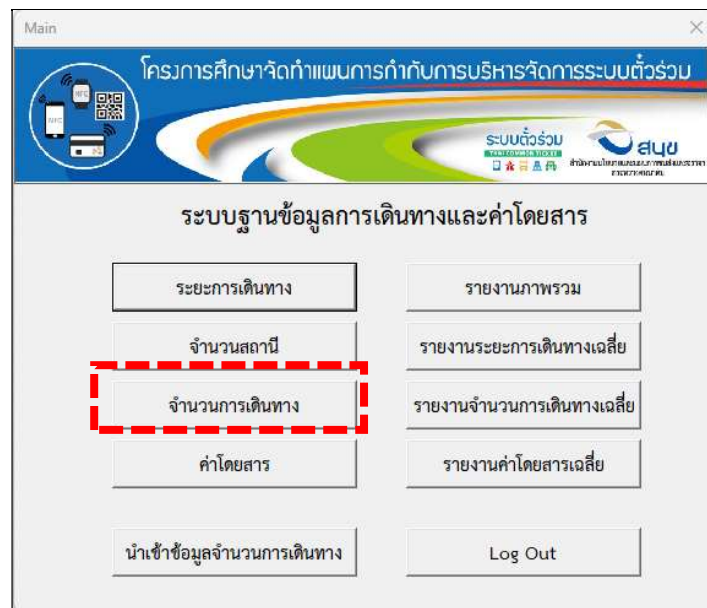 Main
โครงการศึกษาจัดทำแผนการกำกับการบริหารจัดการระบบตั๋วร่วม
NFC
NFC
ระบบตั๋วร่วม
THAI COMMON TICKET
สนข
ระบบฐานข้อมูลการเดินทางและค่าโดยสาร
ระยะการเดินทาง
รายงานภาพรวม
จำนวนสถานี
รายงานระยะการเดินทางเฉลี่ย
จำนวนการเดินทาง
รายงานจำนวนการเดินทางเฉลี่ย
ค่าโดยสาร
รายงานค่าโดยสารเฉลี่ย
นำเข้าข้อมูลจำนวนการเดินทาง
Log Out